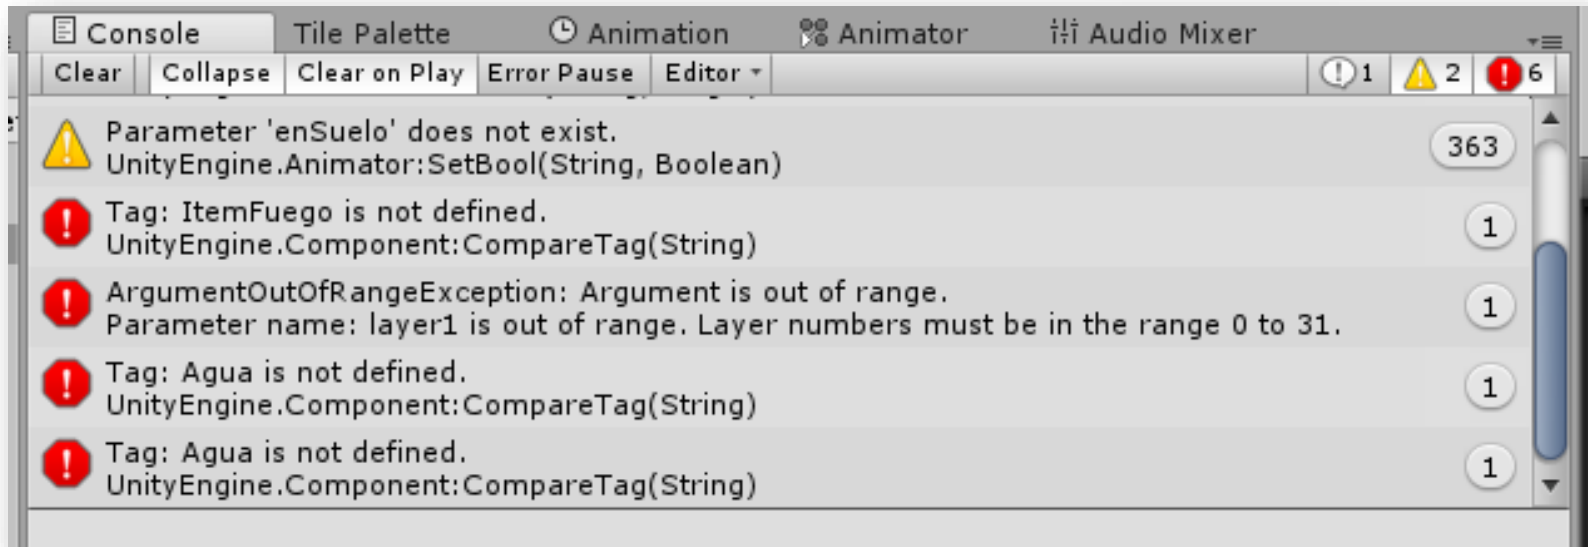 Console Tile Palette Animation Animator Audio Mixer
Clear Collapse Clear on Play Error Pause Editor 1 2 6
Parameter 'enSuelo' does not exist.
UnityEngine.Animator:SetBool(String, Boolean)
363
Tag: ItemFuego is not defined.
UnityEngine.Component:CompareTag(String)
1
ArgumentOutOfRangeException: Argument is out of range.
Parameter name: layer1 is out of range. Layer numbers must be in the range 0 to 31.
1
Tag: Agua is not defined.
UnityEngine.Component:CompareTag(String)
1
Tag: Agua is not defined.
UnityEngine.Component:CompareTag(String)
1